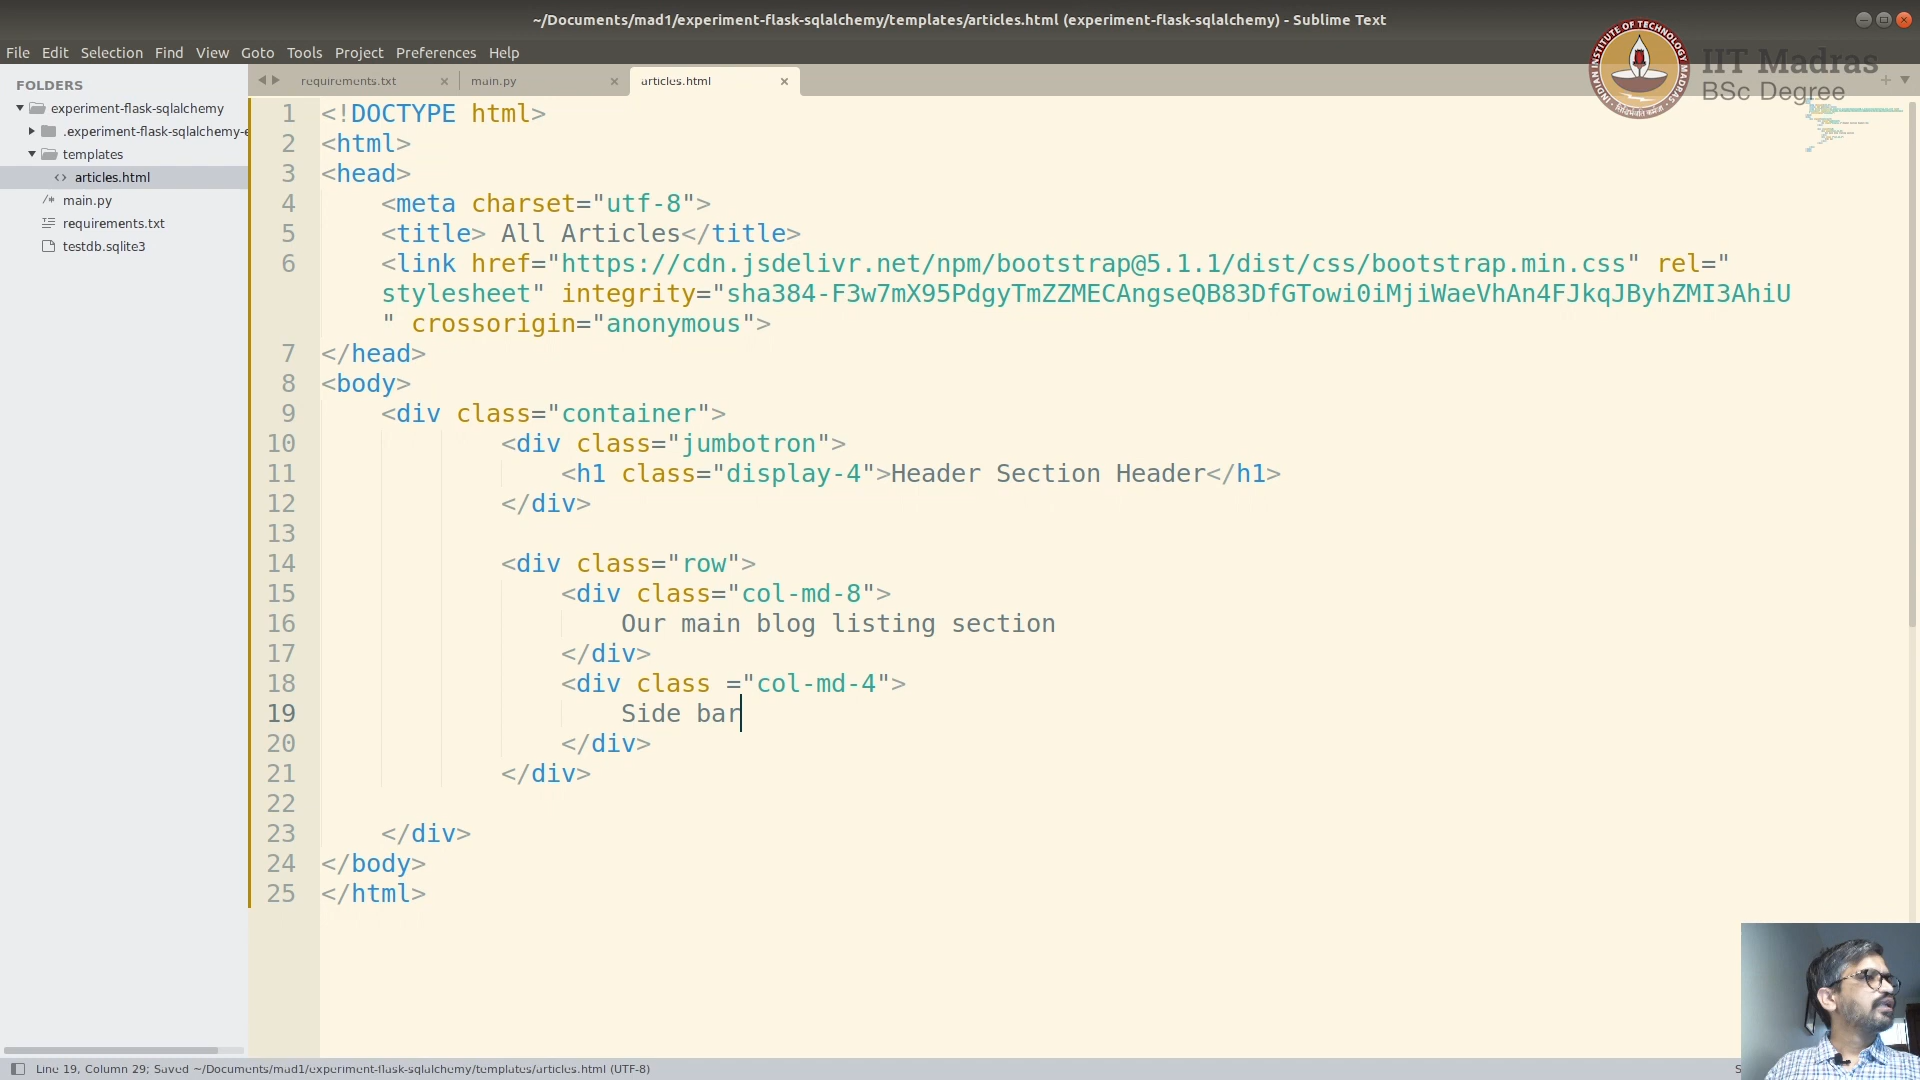 ~/Documents/mad1/experiment-flask-sqlalchemy/templates/articles.html (experiment-flask-sqlalchemy) - Sublime Text
File Edit Selection Find View Goto Tools Project Preferences Help
IIT Madras
BSc Degree
INDIAN INSTITUTE OF TECHNOLOGY MADRAS
FOLDERS
experiment-flask-sqlalchemy
.experiment-flask-sqlalchemy-e
templates
articles.html
main.py
requirements.txt
testdb.sqlite3
requirements.txt × main.py × articles.html ×
1 <!DOCTYPE html>
2 <html>
3 <head>
4 <meta charset="utf-8">
5 <title> All Articles</title>
6 <link href="https://cdn.jsdelivr.net/npm/bootstrap@5.1.1/dist/css/bootstrap.min.css" rel="
stylesheet" integrity="sha384-F3w7mX95PdgyTmZZMECAngseQB83DfGTowi0iMjiWaeVhAn4FJkqJByhZMI3AhiU
" crossorigin="anonymous">
7 </head>
8 <body>
9 <div class="container">
10 <div class="jumbotron">
11 <h1 class="display-4">Header Section Header</h1>
12 </div>
13
14 <div class="row">
15 <div class="col-md-8">
16 Our main blog listing section
17 </div>
18 <div class ="col-md-4">
19 Side bar
20 </div>
21 </div>
22
23 </div>
24 </body>
25 </html>
Line 19, Column 29; Saved ~/Documents/mad1/experiment-flask-sqlalchemy/templates/articles.html (UTF-8)